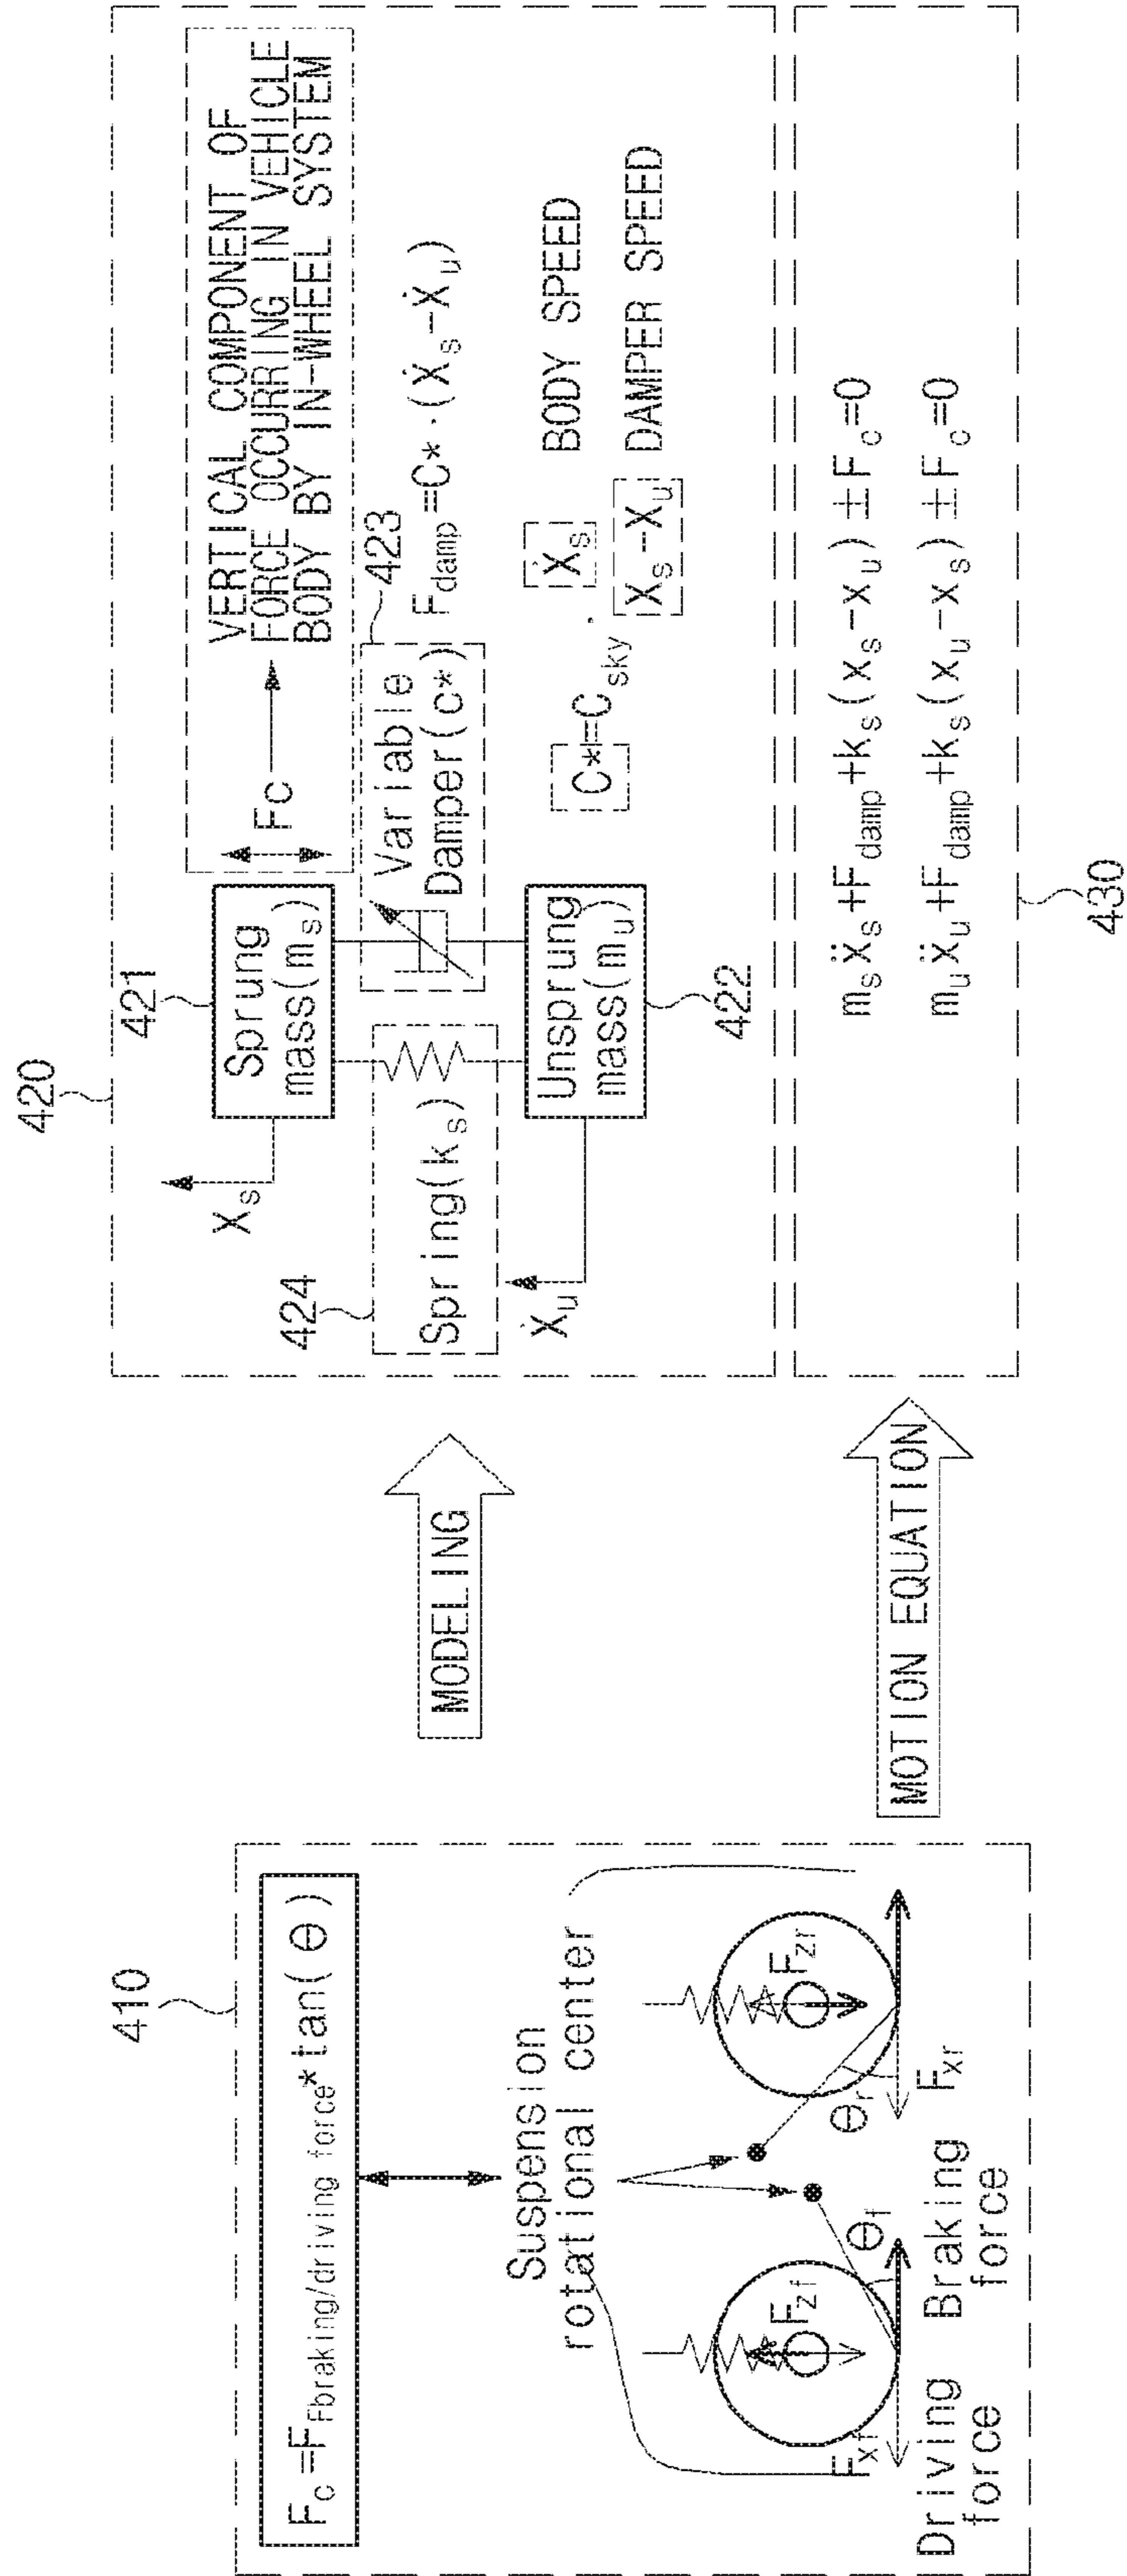 410
F_c=F_Fbraking/driving force*tan(θ)
Suspension
rotational center
F_zf
F_zr
θ_f
θ_r
F_xf
F_xr
Driving
force
Braking
force
MODELING
MOTION EQUATION
420
421
X_s
Sprung
mass(m_s)
Fc
VERTICAL COMPONENT OF
FORCE OCCURRING IN VEHICLE
BODY BY IN-WHEEL SYSTEM
424
Spring(k_s)
423
Variable
Damper(c*)
F_damp=C*·(Ẋ_s-Ẋ_u)
X_u
Unsprung
mass(m_u)
422
C*=C_sky·
Ẋ_s
BODY SPEED
Ẋ_s-Ẋ_u
DAMPER SPEED
m_sẍ_s+F_damp+k_s(x_s-x_u)±F_c=0
m_uẍ_u+F_damp+k_s(x_u-x_s)±F_c=0
430